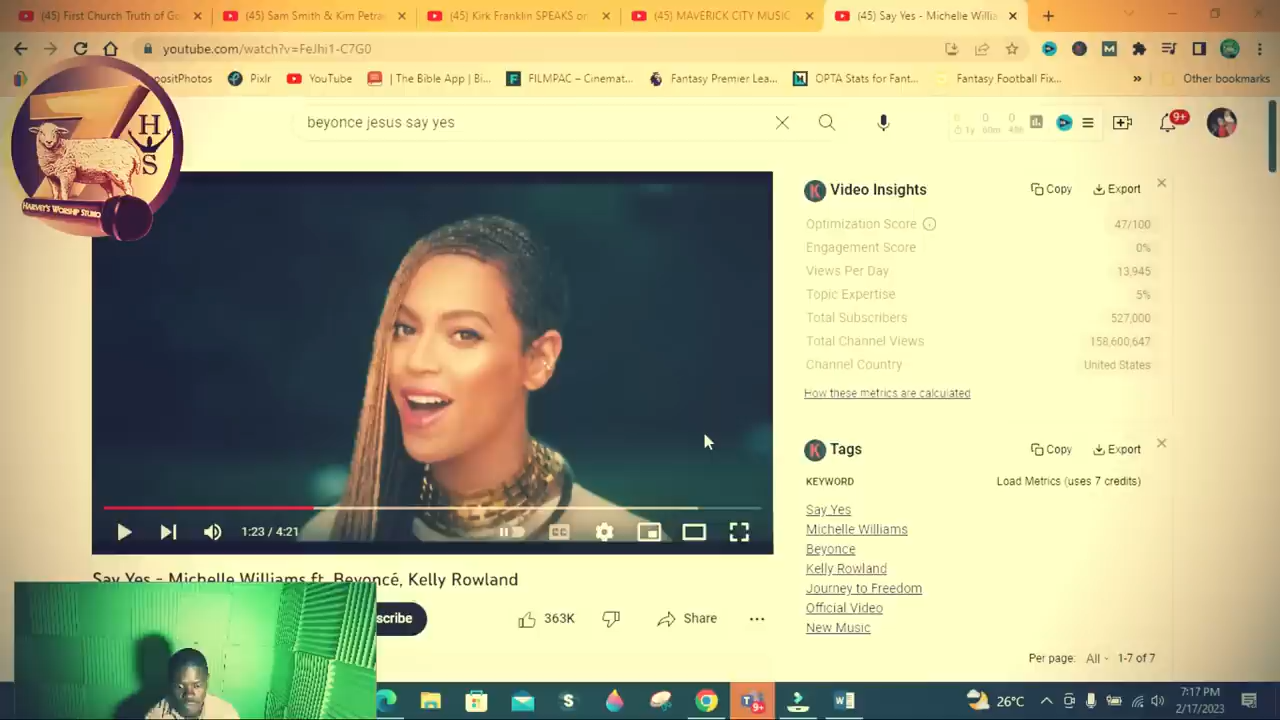 (45) First Church Truth of Go
(45) Sam Smith & Kim Petra
(45) Kirk Franklin SPEAKS or
(45) MAVERICK CITY MUSIC
(45) Say Yes - Michelle Willia
youtube.com/watch?v=FeJhi1-C7G0
positPhotos
Pixlr
YouTube
| The Bible App | Bi...
FILMPAC – Cinemat...
Fantasy Premier Lea...
OPTA Stats for Fant...
Fantasy Football Fix...
»
Other bookmarks
7
H
S
HARVEY'S WORSHIP STUDIO
beyonce jesus say yes
9+
Video Insights
Copy
Export
Optimization Score 47/100
Engagement Score 0%
Views Per Day 13,945
Topic Expertise 5%
Total Subscribers 527,000
Total Channel Views 158,600,647
Channel Country United States
How these metrics are calculated
1:23 / 4:21
CC
Tags
Copy
Export
KEYWORD
Load Metrics (uses 7 credits)
Say Yes
Michelle Williams
Beyonce
Kelly Rowland
Journey to Freedom
Official Video
New Music
Per page: All 1-7 of 7
Say Yes - Michelle Williams ft. Beyoncé, Kelly Rowland
scribe
363K
Share
26°C
7:17 PM
2/17/2023